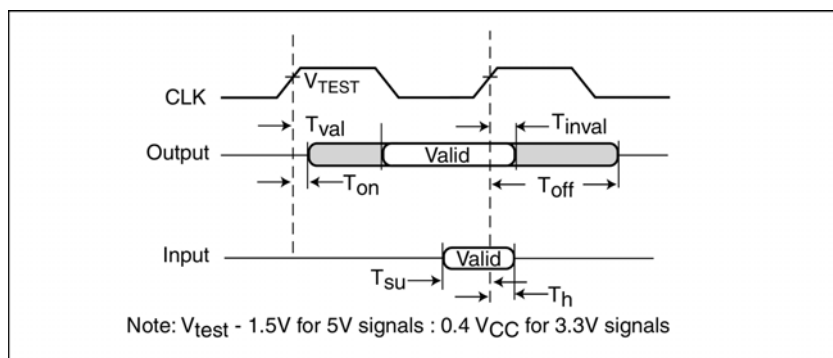 CLK
VTEST
Tval
Tinval
Output
Valid
Ton
Toff
Input
Valid
Tsu
Th
Note: Vtest - 1.5V for 5V signals : 0.4 VCC for 3.3V signals